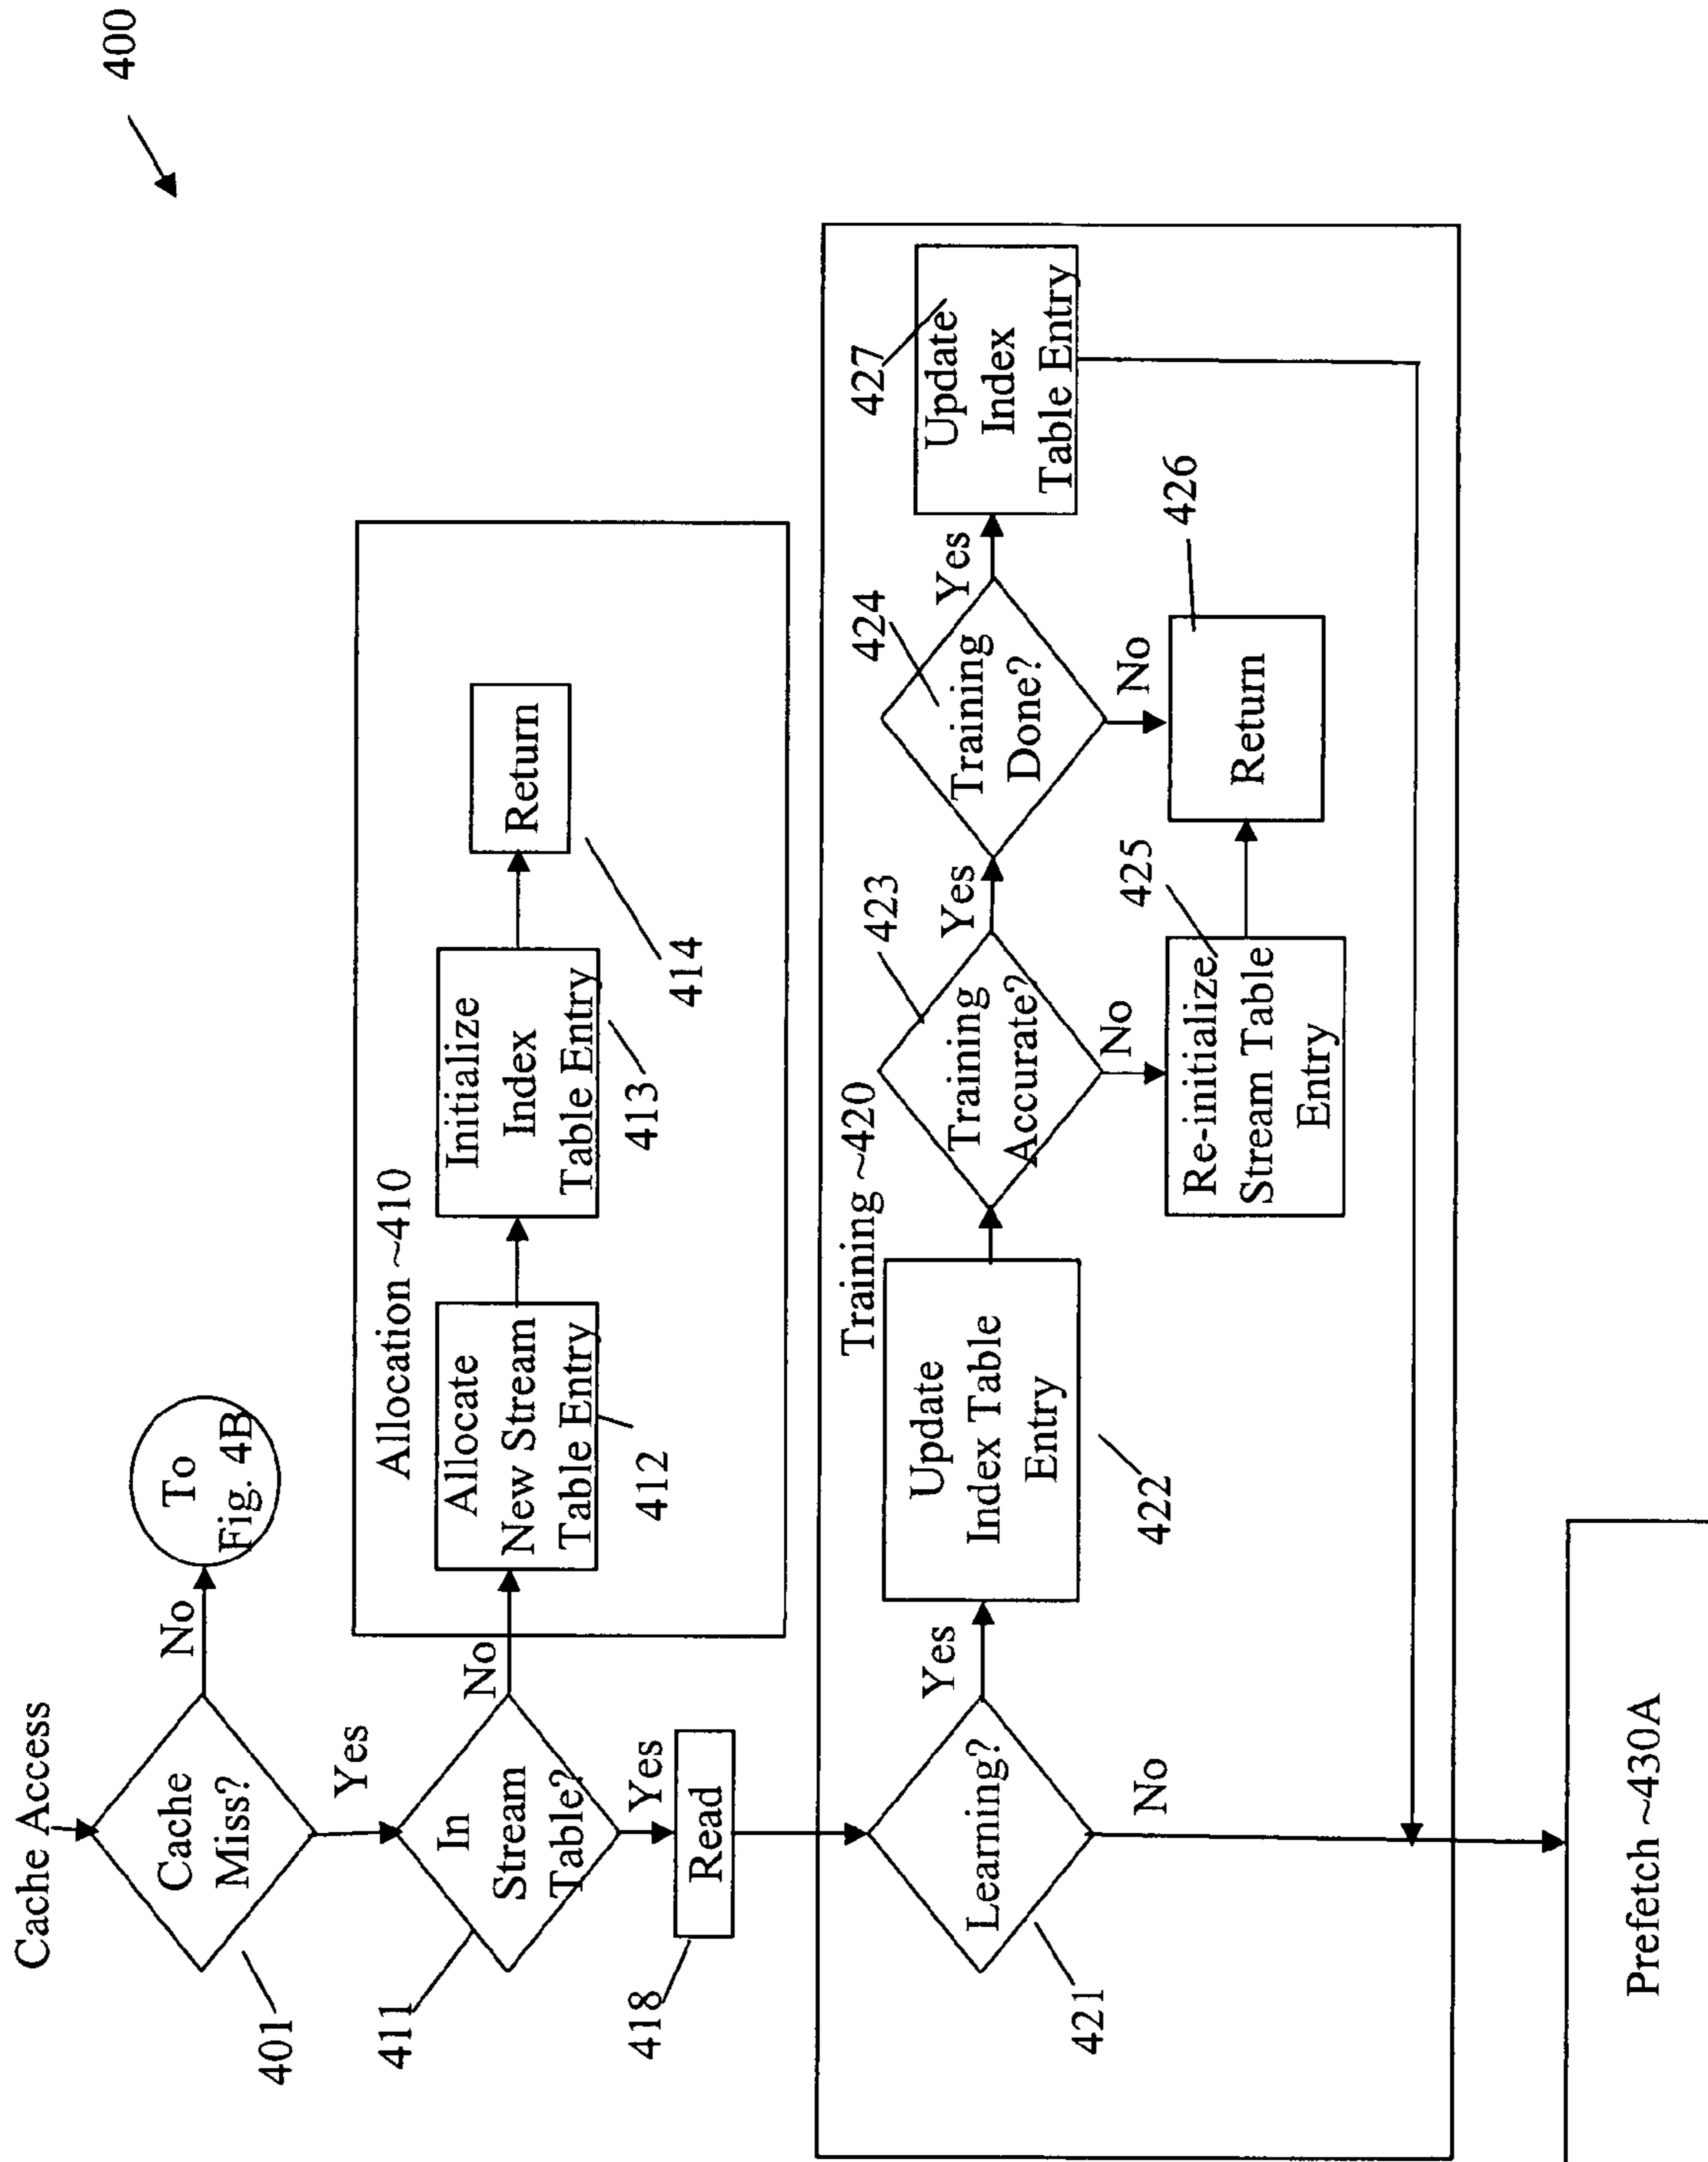 400
Cache Access
Cache
Miss?
401
No
To
Fig. 4B
Yes
In
Stream
Table?
411
No
Allocation ~410
Allocate
New Stream
Table Entry
412
Initialize
Index
Table Entry
413
Return
414
Yes
Read
418
Training ~420
Learning?
421
Yes
Update
Index Table
Entry
422
Training
Accurate?
423
Yes
Training
Done?
424
Yes
Update
Index
Table Entry
427
No
Re-initialize
Stream Table
Entry
425
No
Return
426
No
Prefetch ~430A